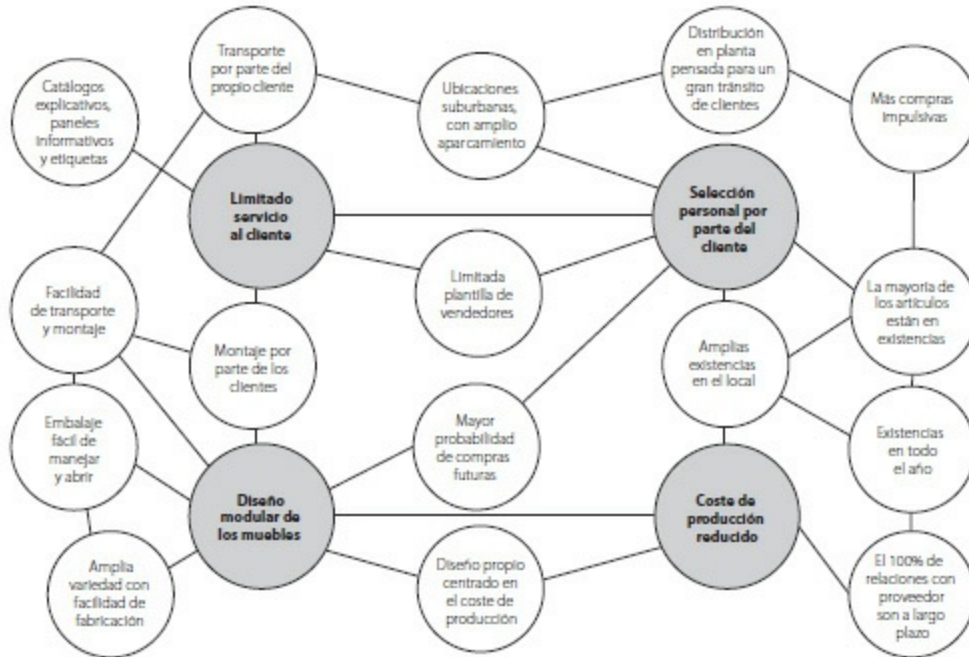 Transporte
por parte del
propio cliente
Distribución
en planta
pensada para un
gran tránsito
de clientes
Catálogos
explicativos,
paneles
informativos
y etiquetas
Ubicaciones
suburbanas,
con amplio
aparcamiento
Más compras
impulsivas
Limitado
servicio
al cliente
Selección
personal por
parte del
cliente
Facilidad
de transporte
y montaje
Limitada
plantilla de
vendedores
La mayoría de
los artículos
están en
existencias
Montaje por
parte de los
clientes
Amplias
existencias
en el local
Embalaje
fácil de
manejar
y abrir
Mayor
probabilidad
de compras
futuras
Existencias
en todo
el año
Diseño
modular de
los muebles
Coste de
producción
reducido
Amplia
variedad con
facilidad de
fabricación
Diseño propio
centrado en
el coste de
producción
El 100% de
relaciones con
proveedor
son a largo
plazo